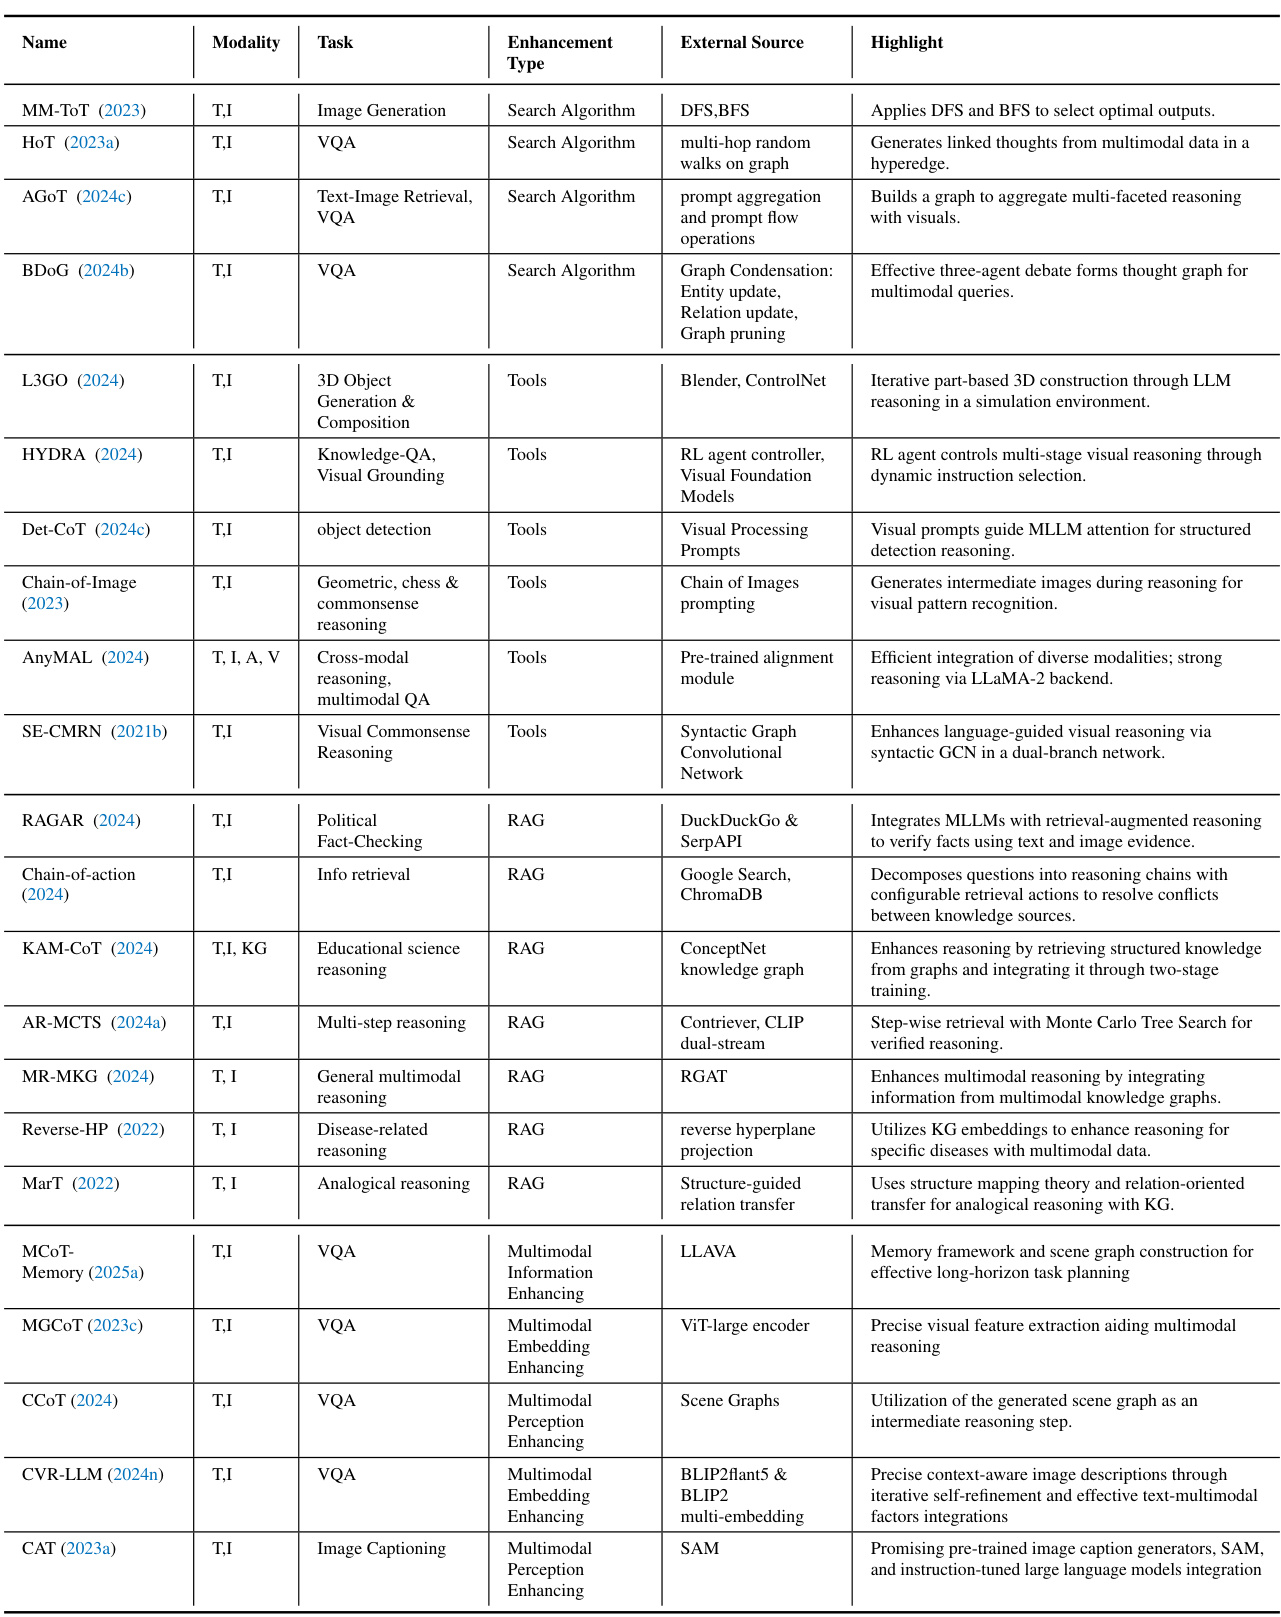 Name Modality Task Enhancement Type External Source Highlight
MM-ToT (2023) T,I Image Generation Search Algorithm DFS,BFS Applies DFS and BFS to select optimal outputs.
HoT (2023a) T,I VQA Search Algorithm multi-hop random walks on graph Generates linked thoughts from multimodal data in a hyperedge.
AGoT (2024c) T,I Text-Image Retrieval, VQA Search Algorithm prompt aggregation and prompt flow operations Builds a graph to aggregate multi-faceted reasoning with visuals.
BDoG (2024b) T,I VQA Search Algorithm Graph Condensation: Entity update, Relation update, Graph pruning Effective three-agent debate forms thought graph for multimodal queries.
L3GO (2024) T,I 3D Object Generation & Composition Tools Blender, ControlNet Iterative part-based 3D construction through LLM reasoning in a simulation environment.
HYDRA (2024) T,I Knowledge-QA, Visual Grounding Tools RL agent controller, Visual Foundation Models RL agent controls multi-stage visual reasoning through dynamic instruction selection.
Det-CoT (2024c) T,I object detection Tools Visual Processing Prompts Visual prompts guide MLLM attention for structured detection reasoning.
Chain-of-Image (2023) T,I Geometric, chess & commonsense reasoning Tools Chain of Images prompting Generates intermediate images during reasoning for visual pattern recognition.
AnyMAL (2024) T, I, A, V Cross-modal reasoning, multimodal QA Tools Pre-trained alignment module Efficient integration of diverse modalities; strong reasoning via LLaMA-2 backend.
SE-CMRN (2021b) T,I Visual Commonsense Reasoning Tools Syntactic Graph Convolutional Network Enhances language-guided visual reasoning via syntactic GCN in a dual-branch network.
RAGAR (2024) T,I Political Fact-Checking RAG DuckDuckGo & SerpAPI Integrates MLLMs with retrieval-augmented reasoning to verify facts using text and image evidence.
Chain-of-action (2024) T,I Info retrieval RAG Google Search, ChromaDB Decomposes questions into reasoning chains with configurable retrieval actions to resolve conflicts between knowledge sources.
KAM-CoT (2024) T,I, KG Educational science reasoning RAG ConceptNet knowledge graph Enhances reasoning by retrieving structured knowledge from graphs and integrating it through two-stage training.
AR-MCTS (2024a) T,I Multi-step reasoning RAG Contriever, CLIP dual-stream Step-wise retrieval with Monte Carlo Tree Search for verified reasoning.
MR-MKG (2024) T, I General multimodal reasoning RAG RGAT Enhances multimodal reasoning by integrating information from multimodal knowledge graphs.
Reverse-HP (2022) T, I Disease-related reasoning RAG reverse hyperplane projection Utilizes KG embeddings to enhance reasoning for specific diseases with multimodal data.
MarT (2022) T, I Analogical reasoning RAG Structure-guided relation transfer Uses structure mapping theory and relation-oriented transfer for analogical reasoning with KG.
MCoT-Memory (2025a) T,I VQA Multimodal Information Enhancing LLAVA Memory framework and scene graph construction for effective long-horizon task planning
MGCoT (2023c) T,I VQA Multimodal Embedding Enhancing ViT-large encoder Precise visual feature extraction aiding multimodal reasoning
CCoT (2024) T,I VQA Multimodal Perception Enhancing Scene Graphs Utilization of the generated scene graph as an intermediate reasoning step.
CVR-LLM (2024n) T,I VQA Multimodal Embedding Enhancing BLIP2flant5 & BLIP2 multi-embedding Precise context-aware image descriptions through iterative self-refinement and effective text-multimodal factors integrations
CAT (2023a) T,I Image Captioning Multimodal Perception Enhancing SAM Promising pre-trained image caption generators, SAM, and instruction-tuned large language models integration